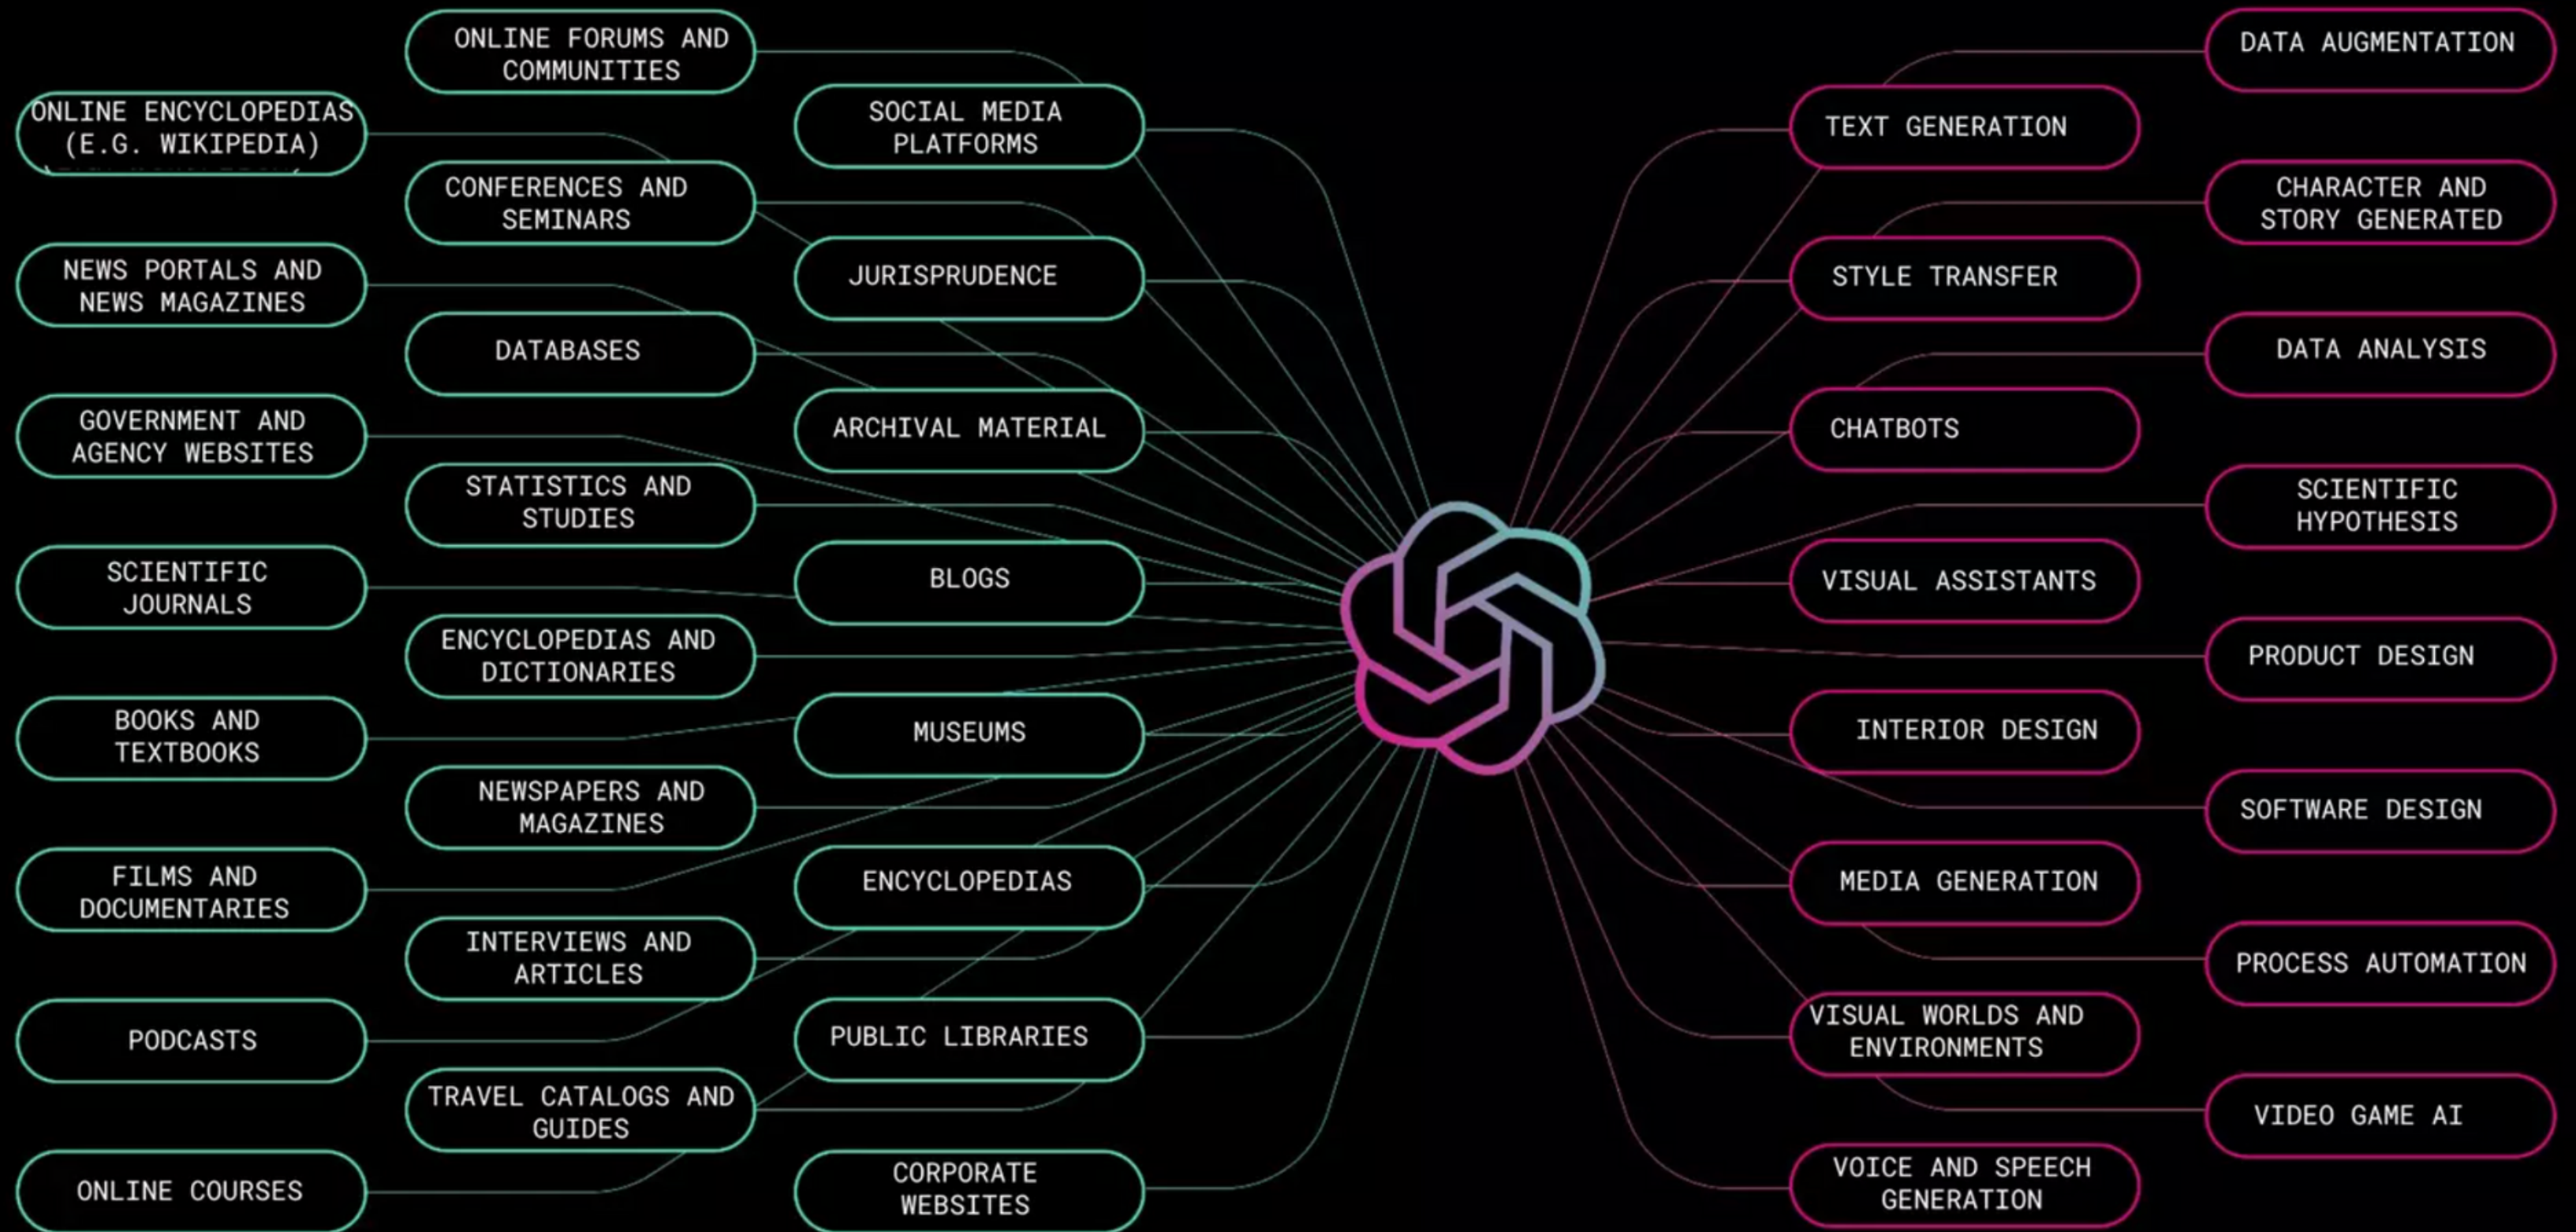 ONLINE ENCYCLOPEDIAS
(E.G. WIKIPEDIA)
NEWS PORTALS AND
NEWS MAGAZINES
GOVERNMENT AND
AGENCY WEBSITES
SCIENTIFIC
JOURNALS
BOOKS AND
TEXTBOOKS
FILMS AND
DOCUMENTARIES
PODCASTS
ONLINE COURSES
ONLINE FORUMS AND
COMMUNITIES
CONFERENCES AND
SEMINARS
DATABASES
STATISTICS AND
STUDIES
ENCYCLOPEDIAS AND
DICTIONARIES
NEWSPAPERS AND
MAGAZINES
INTERVIEWS AND
ARTICLES
TRAVEL CATALOGS AND
GUIDES
SOCIAL MEDIA
PLATFORMS
JURISPRUDENCE
ARCHIVAL MATERIAL
BLOGS
MUSEUMS
ENCYCLOPEDIAS
PUBLIC LIBRARIES
CORPORATE
WEBSITES
TEXT GENERATION
STYLE TRANSFER
CHATBOTS
VISUAL ASSISTANTS
INTERIOR DESIGN
MEDIA GENERATION
VISUAL WORLDS AND
ENVIRONMENTS
VOICE AND SPEECH
GENERATION
DATA AUGMENTATION
CHARACTER AND
STORY GENERATED
DATA ANALYSIS
SCIENTIFIC
HYPOTHESIS
PRODUCT DESIGN
SOFTWARE DESIGN
PROCESS AUTOMATION
VIDEO GAME AI